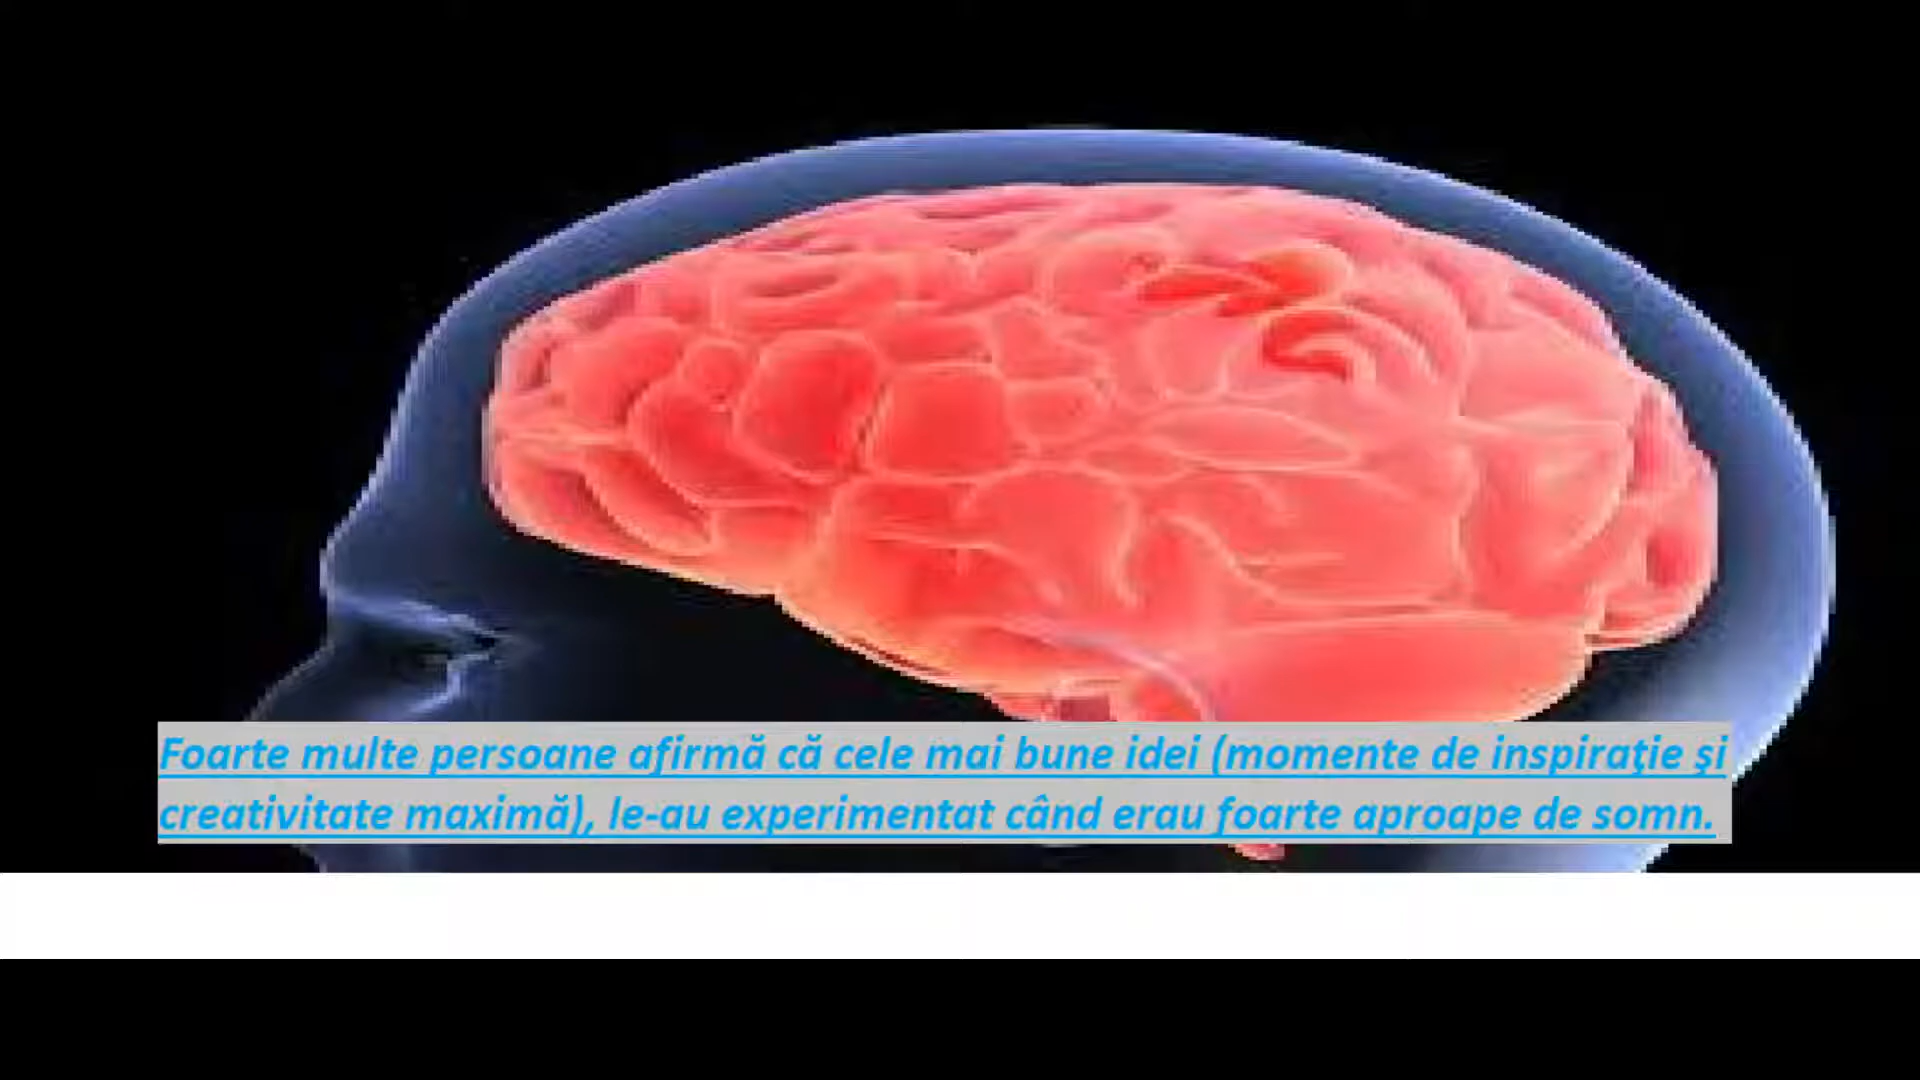 Foarte multe persoane afirmă că cele mai bune idei (momente de inspiraţie şi
creativitate maximă), le-au experimentat când erau foarte aproape de somn.